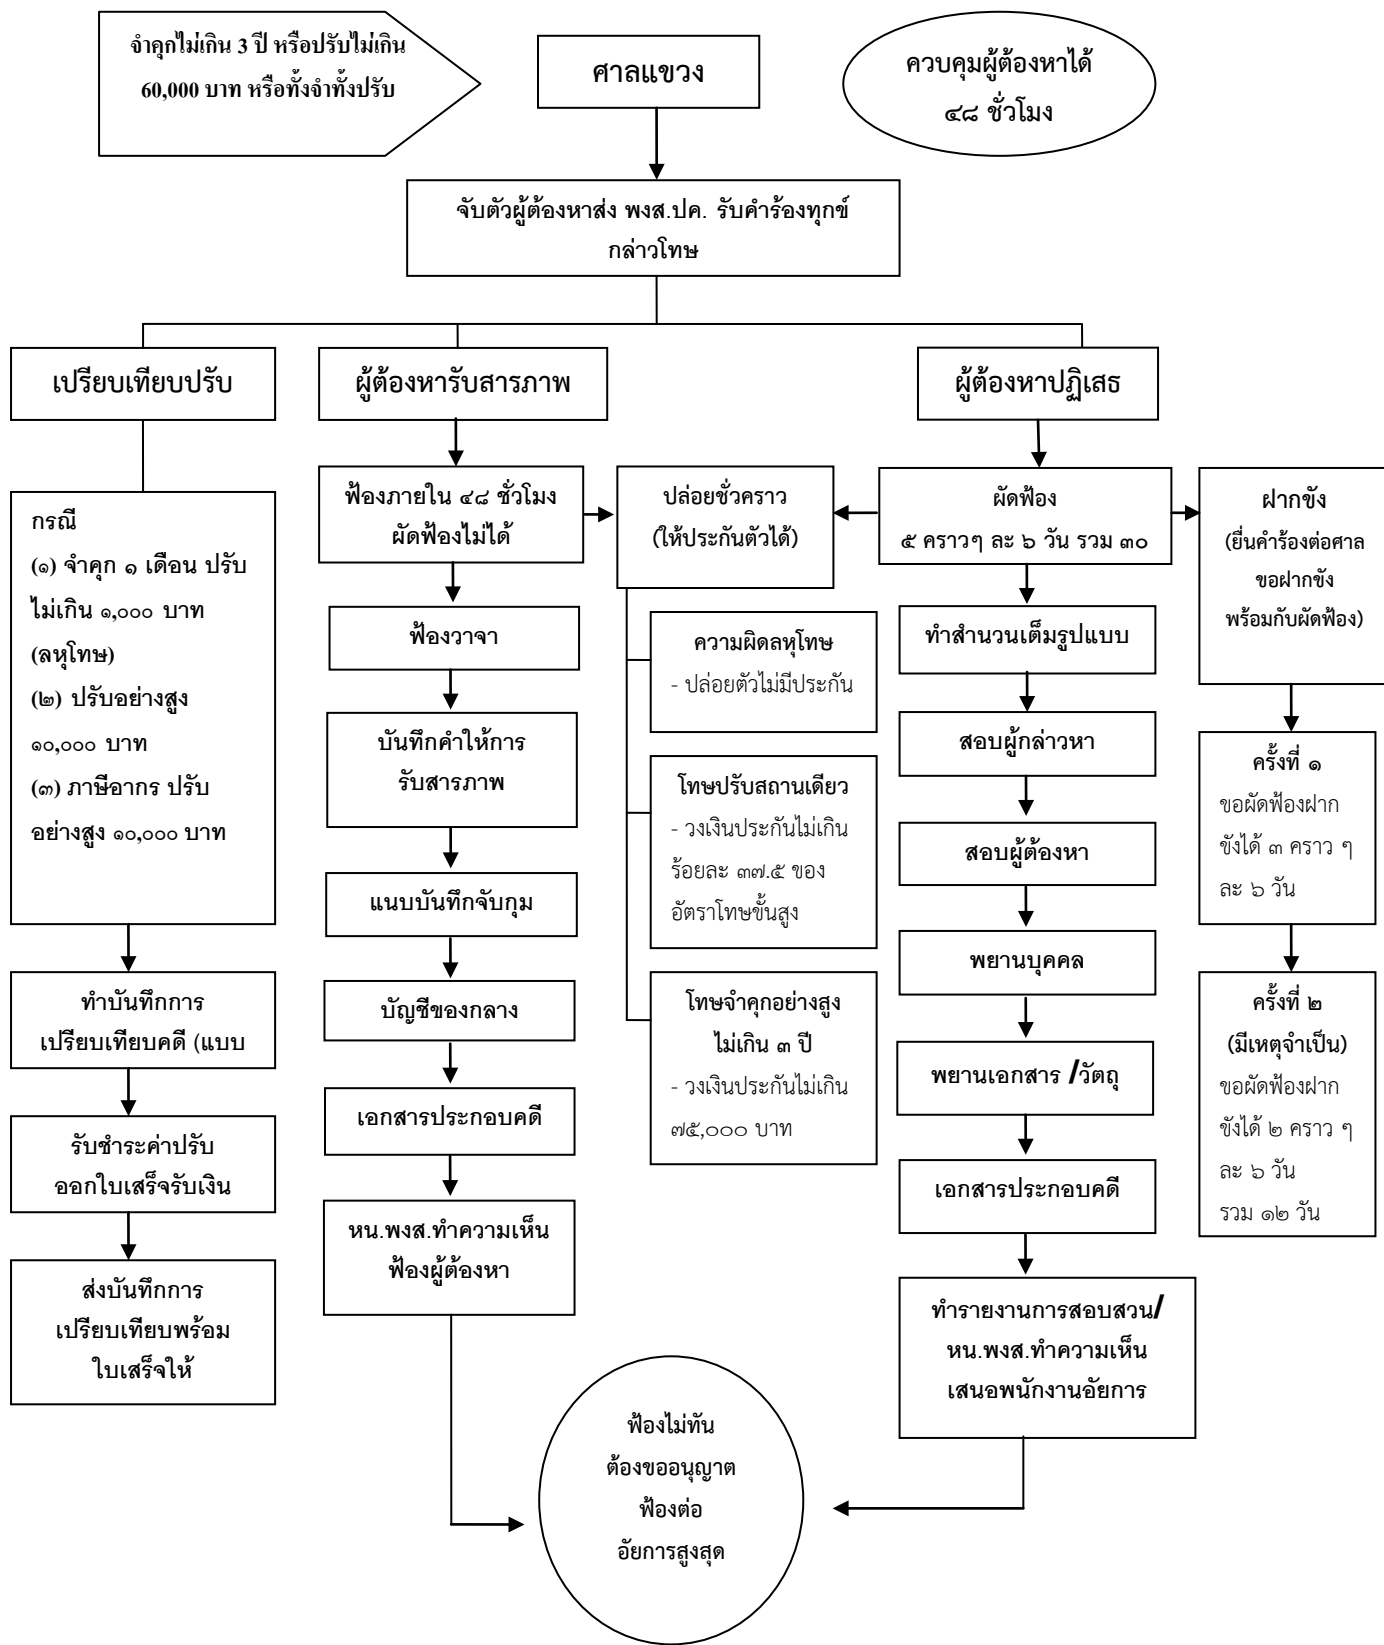 จำคุกไม่เกิน 3 ปี หรือปรับไม่เกิน
60,000 บาท หรือทั้งจำทั้งปรับ
ศาลแขวง
ควบคุมผู้ต้องหาได้
๔๘ ชั่วโมง
จับตัวผู้ต้องหาส่ง พงส.ปค. รับคำร้องทุกข์
กล่าวโทษ
เปรียบเทียบปรับ
ผู้ต้องหารับสารภาพ
ผู้ต้องหาปฏิเสธ
กรณี
(๑) จำคุก ๑ เดือน ปรับ
ไม่เกิน ๑,๐๐๐ บาท
(ลหุโทษ)
(๒) ปรับอย่างสูง
๑๐,๐๐๐ บาท
(๓) ภาษีอากร ปรับ
อย่างสูง ๑๐,๐๐๐ บาท
ทำบันทึกการ
เปรียบเทียบคดี (แบบ
รับชำระค่าปรับ
ออกใบเสร็จรับเงิน
ส่งบันทึกการ
เปรียบเทียบพร้อม
ใบเสร็จให้
ฟ้องภายใน ๔๘ ชั่วโมง
ผัดฟ้องไม่ได้
ฟ้องวาจา
บันทึกคำให้การ
รับสารภาพ
แนบบันทึกจับกุม
บัญชีของกลาง
เอกสารประกอบคดี
หน.พงส.ทำความเห็น
ฟ้องผู้ต้องหา
ปล่อยชั่วคราว
(ให้ประกันตัวได้)
ความผิดลหุโทษ
- ปล่อยตัวไม่มีประกัน
โทษปรับสถานเดียว
- วงเงินประกันไม่เกิน
ร้อยละ ๓๗.๕ ของ
อัตราโทษขั้นสูง
โทษจำคุกอย่างสูง
ไม่เกิน ๓ ปี
- วงเงินประกันไม่เกิน
๗๕,๐๐๐ บาท
ผัดฟ้อง
๕ คราวๆ ละ ๖ วัน รวม ๓๐
ทำสำนวนเต็มรูปแบบ
สอบผู้กล่าวหา
สอบผู้ต้องหา
พยานบุคคล
พยานเอกสาร /วัตถุ
เอกสารประกอบคดี
ทำรายงานการสอบสวน/
หน.พงส.ทำความเห็น
เสนอพนักงานอัยการ
ฝากขัง
(ยื่นคำร้องต่อศาล
ขอฝากขัง
พร้อมกับผัดฟ้อง)
ครั้งที่ ๑
ขอผัดฟ้องฝาก
ขังได้ ๓ คราว ๆ
ละ ๖ วัน
ครั้งที่ ๒
(มีเหตุจำเป็น)
ขอผัดฟ้องฝาก
ขังได้ ๒ คราว ๆ
ละ ๖ วัน
รวม ๑๒ วัน
ฟ้องไม่ทัน
ต้องขออนุญาต
ฟ้องต่อ
อัยการสูงสุด